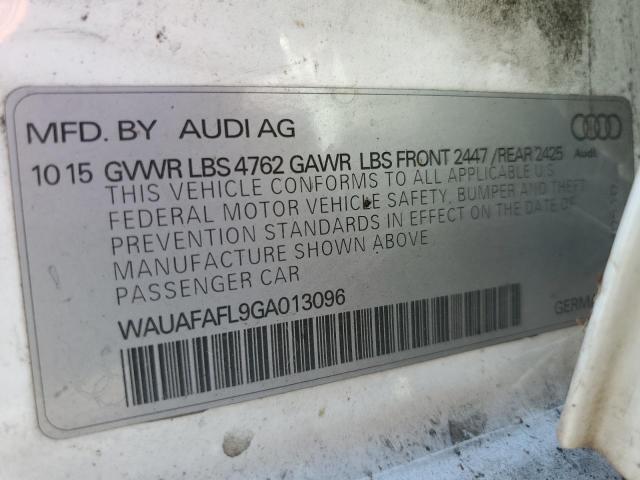 MFD. BY AUDI AG
Audi
10 15 GVWR LBS 4762 GAWR LBS FRONT 2447 /REAR 2425
THIS VEHICLE CONFORMS TO ALL APPLICABLE U.S
FEDERAL MOTOR VEHICLE SAFETY, BUMPER AND THEFT
PREVENTION STANDARDS IN EFFECT ON THE DATE OF
MANUFACTURE SHOWN ABOVE
PASSENGER CAR
WAUAFAFL9GA013096